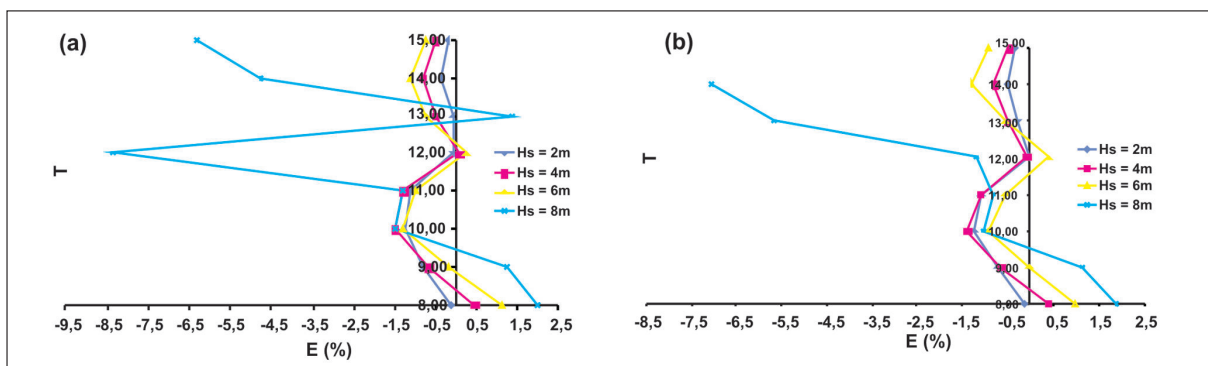 (a)
15,00
14,00
13,00
12,00
11,00
10,00
9,00
8,00
T
Hs = 2m
Hs = 4m
Hs = 6m
Hs = 8m
-9,5 -8,5 -7,5 -6,5 -5,5 -4,5 -3,5 -2,5 -1,5 -0,5 0,5 1,5 2,5
E (%)
(b)
15,00
14,00
13,00
12,00
11,00
10,00
9,00
8,00
T
Hs = 2m
Hs = 4m
Hs = 6m
Hs = 8m
-8,5 -7,5 -6,5 -5,5 -4,5 -3,5 -2,5 -1,5 -0,5 0,5 1,5 2,5
E (%)